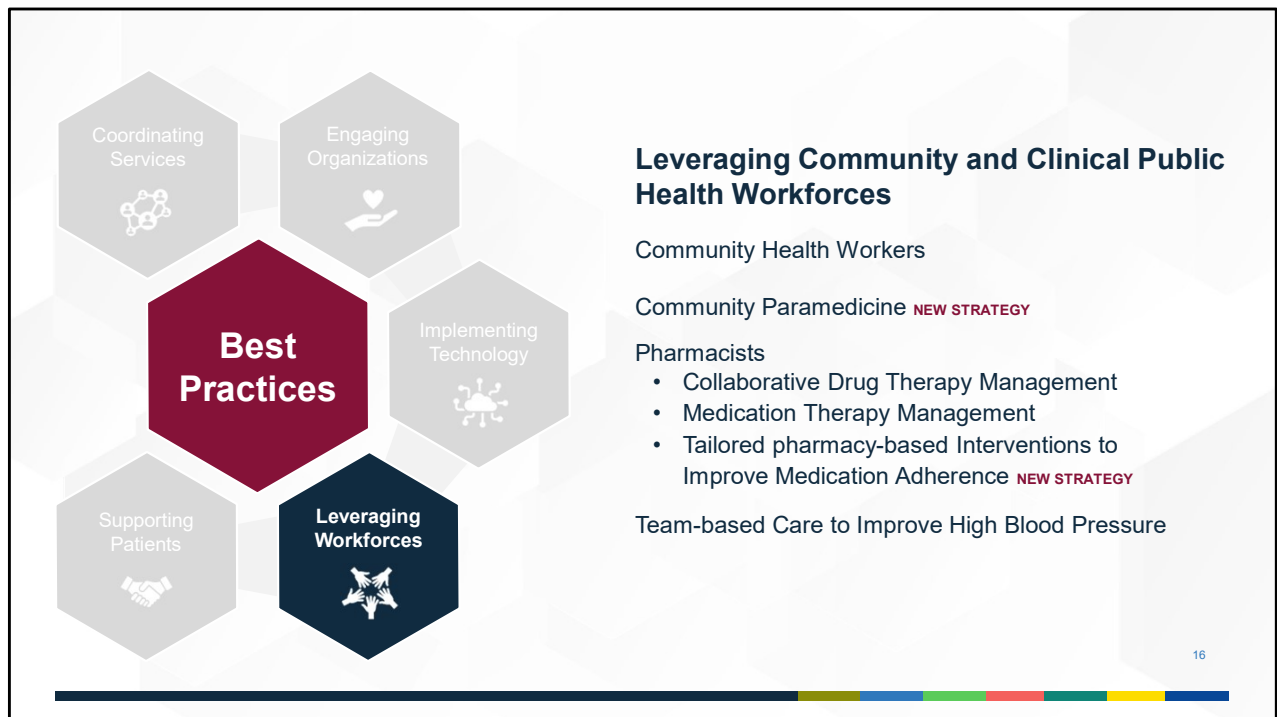 Coordinating
Services
Engaging
Organizations
Best
Practices
Implementing
Technology
Supporting
Patients
Leveraging
Workforces
Leveraging Community and Clinical Public
Health Workforces
Community Health Workers
Community Paramedicine NEW STRATEGY
Pharmacists
• Collaborative Drug Therapy Management
• Medication Therapy Management
• Tailored pharmacy-based Interventions to
Improve Medication Adherence NEW STRATEGY
Team-based Care to Improve High Blood Pressure
16